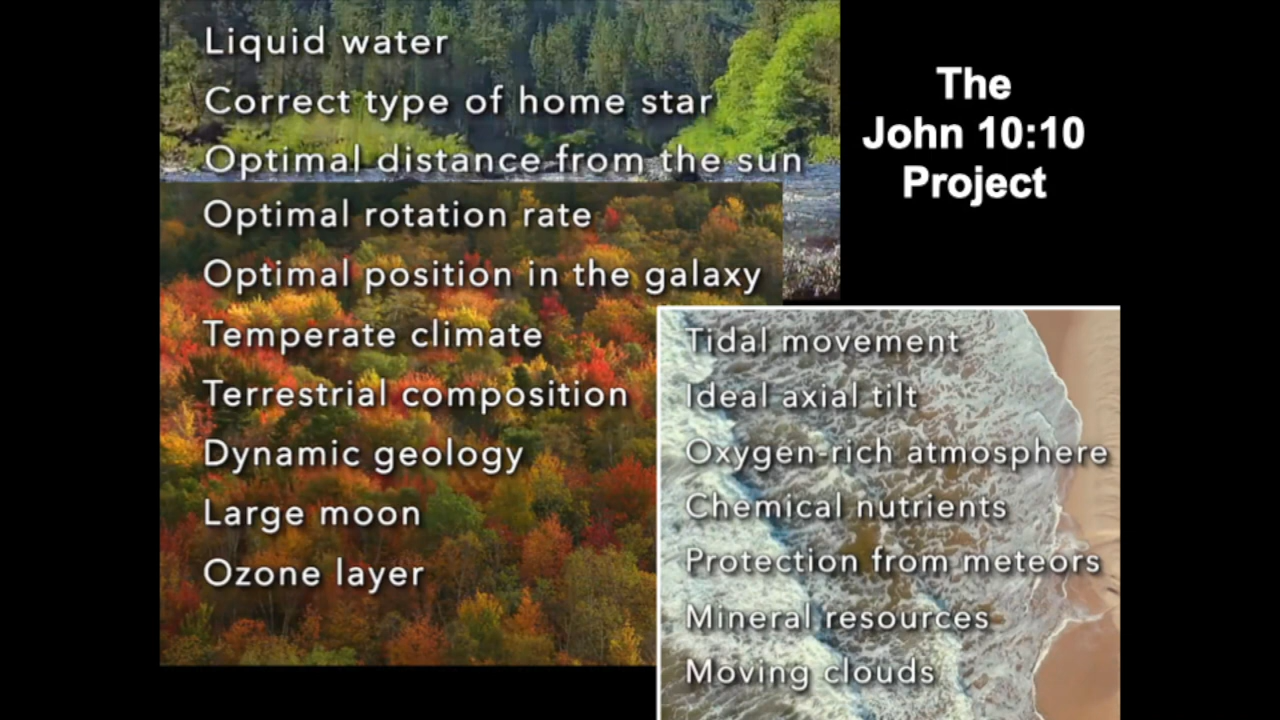 Liquid water
Correct type of home star
Optimal distance from the sun
Optimal rotation rate
Optimal position in the galaxy
Temperate climate
Terrestrial composition
Dynamic geology
Large moon
Ozone layer
The
John 10:10
Project
Tidal movement
Ideal axial tilt
Oxygen-rich atmosphere
Chemical nutrients
Protection from meteors
Mineral resources
Moving clouds